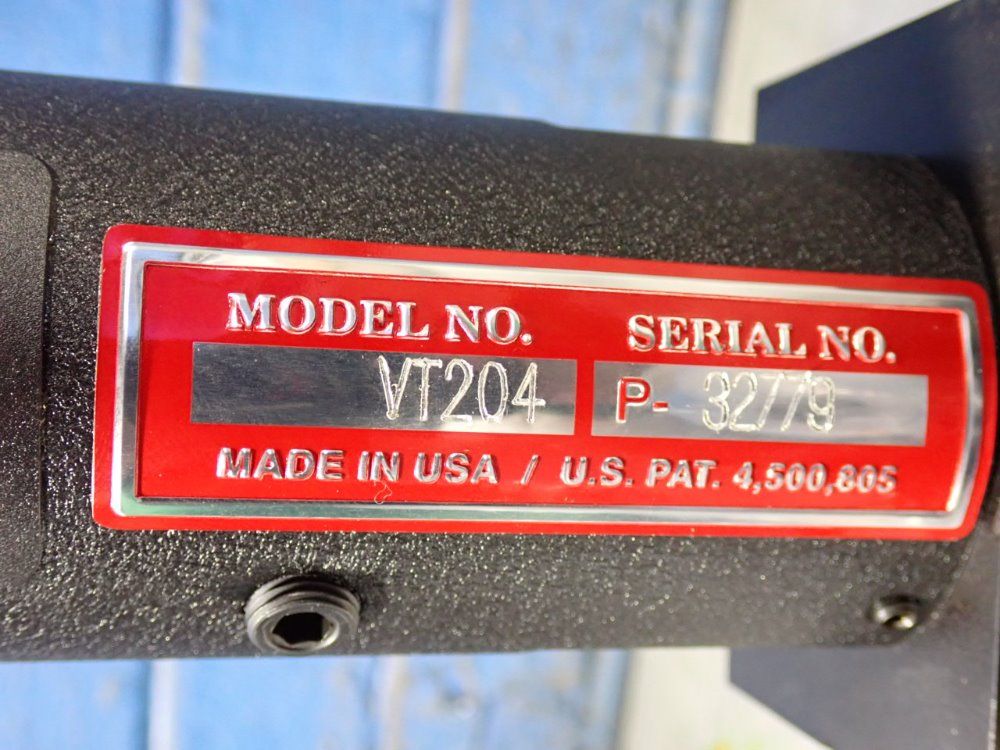 MODEL NO. SERIAL NO.
VT204 P- 32779
MADE IN USA / U.S. PAT. 4,500,805